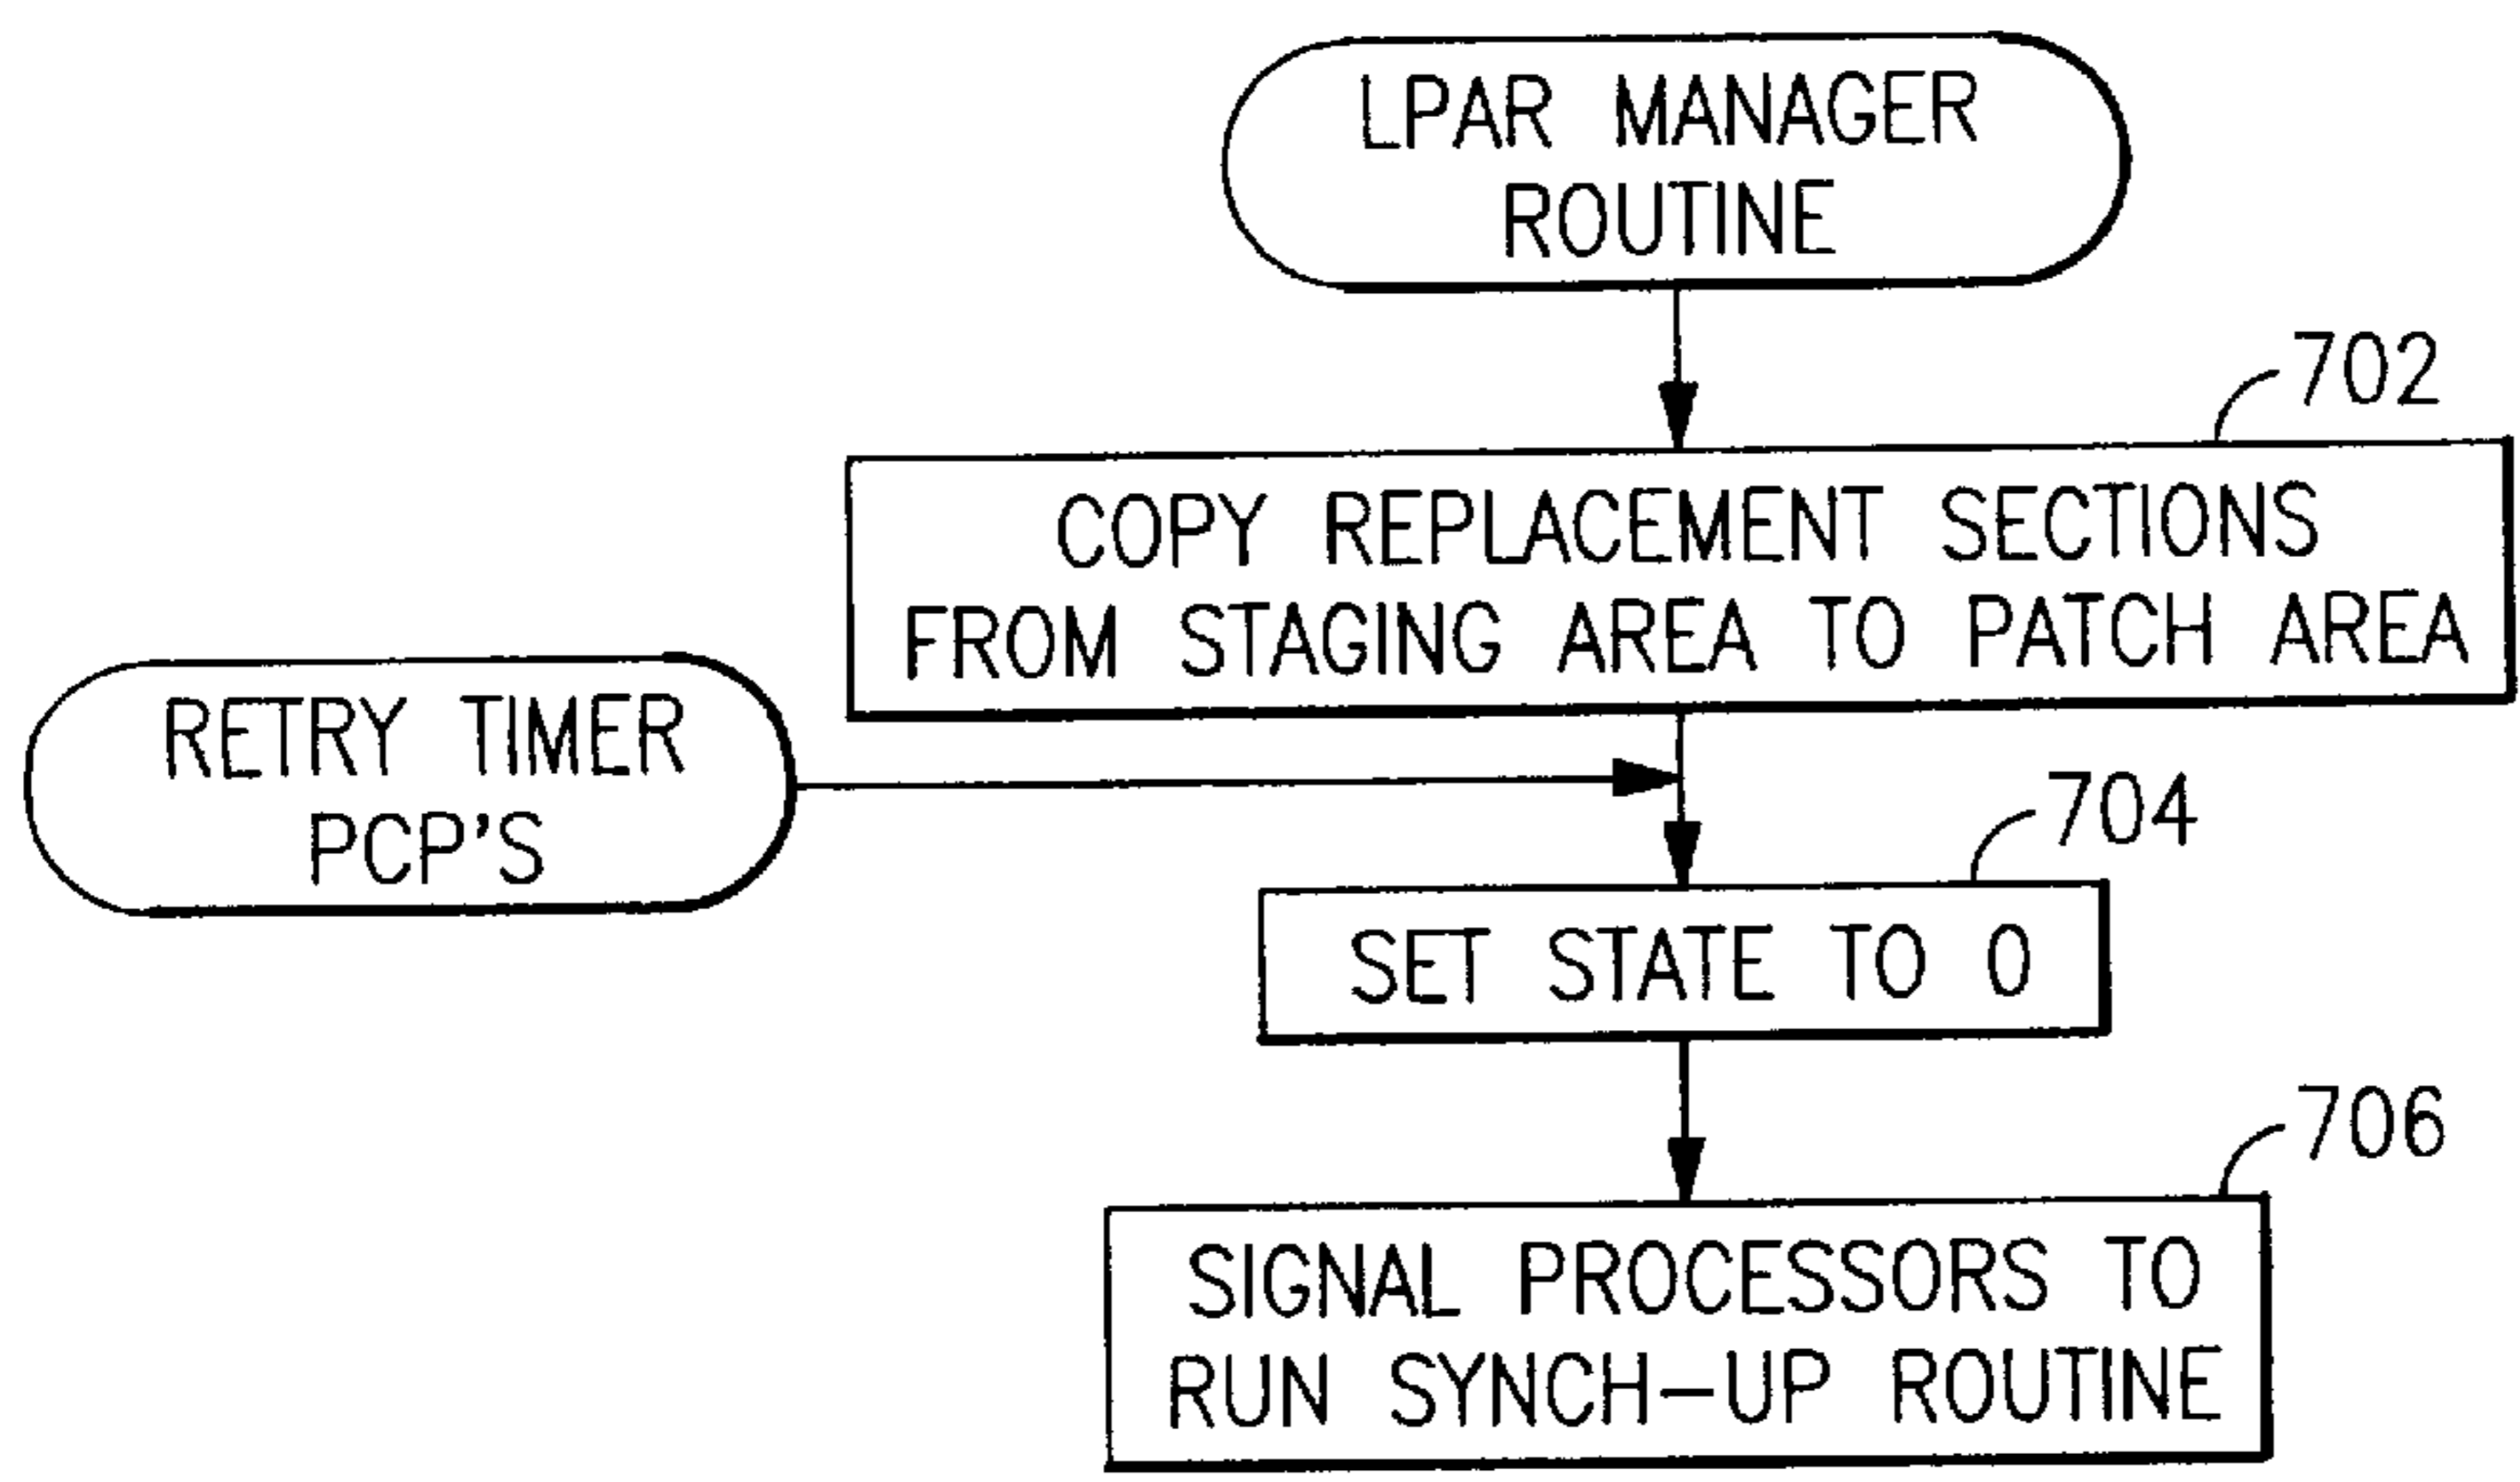 LPAR MANAGER
ROUTINE
702
COPY REPLACEMENT SECTIONS
FROM STAGING AREA TO PATCH AREA
RETRY TIMER
PCP'S
704
SET STATE TO 0
706
SIGNAL PROCESSORS TO
RUN SYNCH-UP ROUTINE